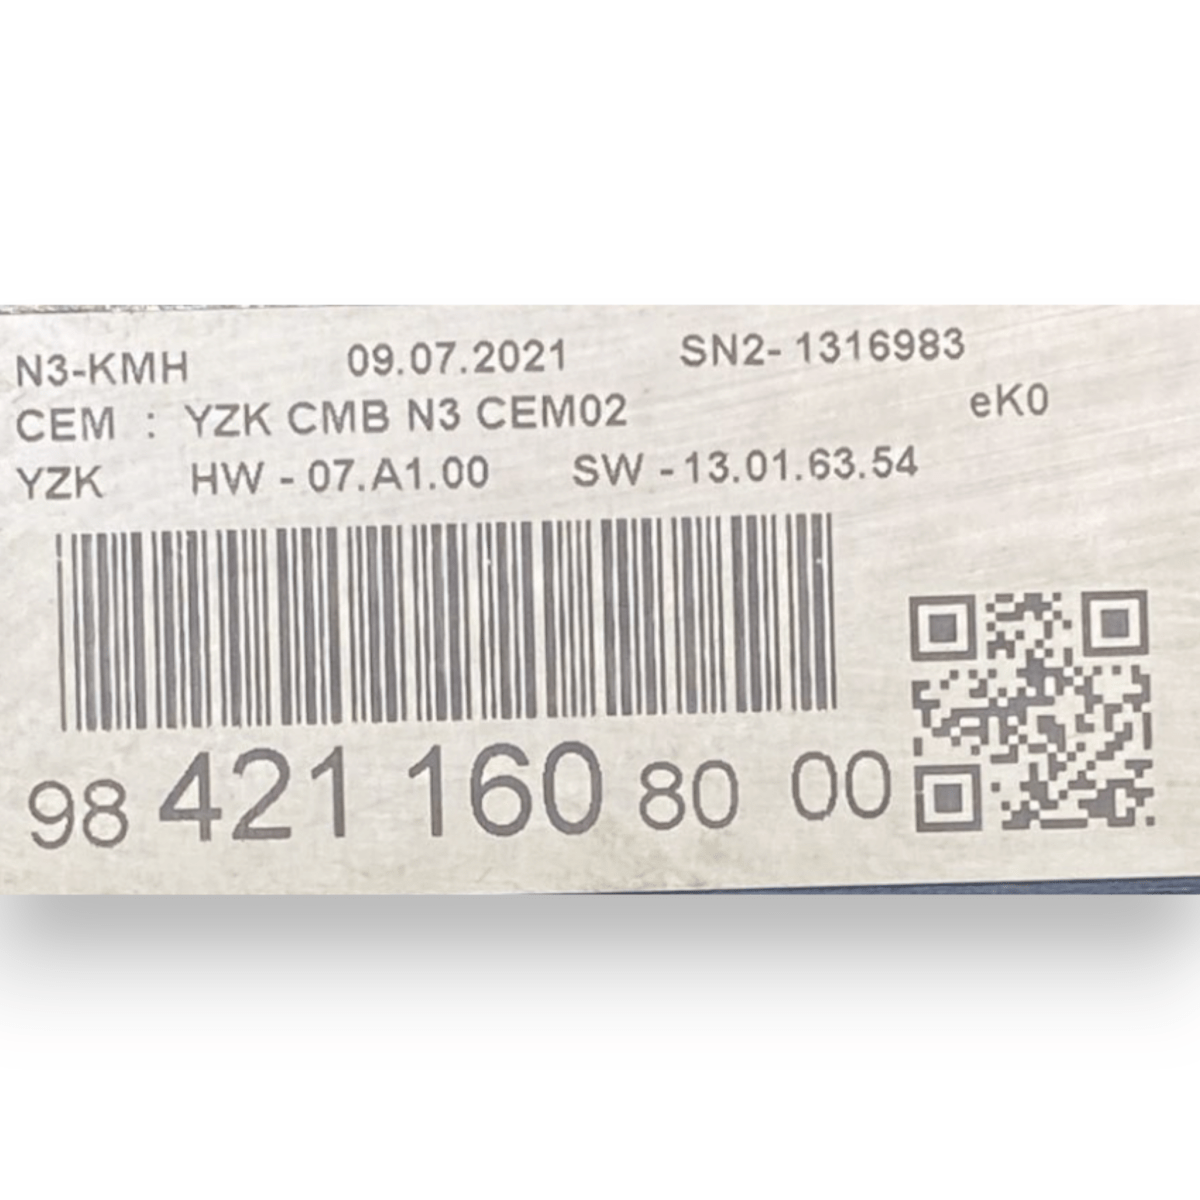 N3-KMH 09.07.2021 SN2- 1316983
CEM : YZK CMB N3 CEM02 eK0
YZK HW - 07.A1.00 SW - 13.01.63.54
98 421 160 80 00